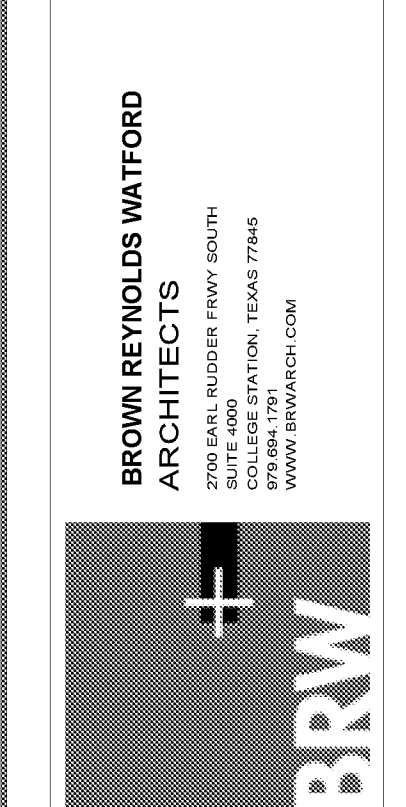 BROWN REYNOLDS WATFORD
ARCHITECTS
2700 EARL RUDDER FRWY SOUTH
SUITE 4000
COLLEGE STATION, TEXAS 77845
979.694.1791
WWW.BRWARCH.COM
BRW